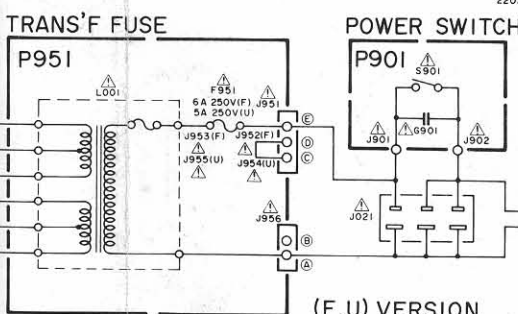 TRANS'F FUSE
POWER SWITCH
P951
P901
L001
F951
6A 250V(F)
5A 250V(U)
J951
J953(F)
J952(F)
J955(U)
J954(U)
J956
E
D
C
B
A
S901
J901
G901
J902
J021
(F,U) VERSION